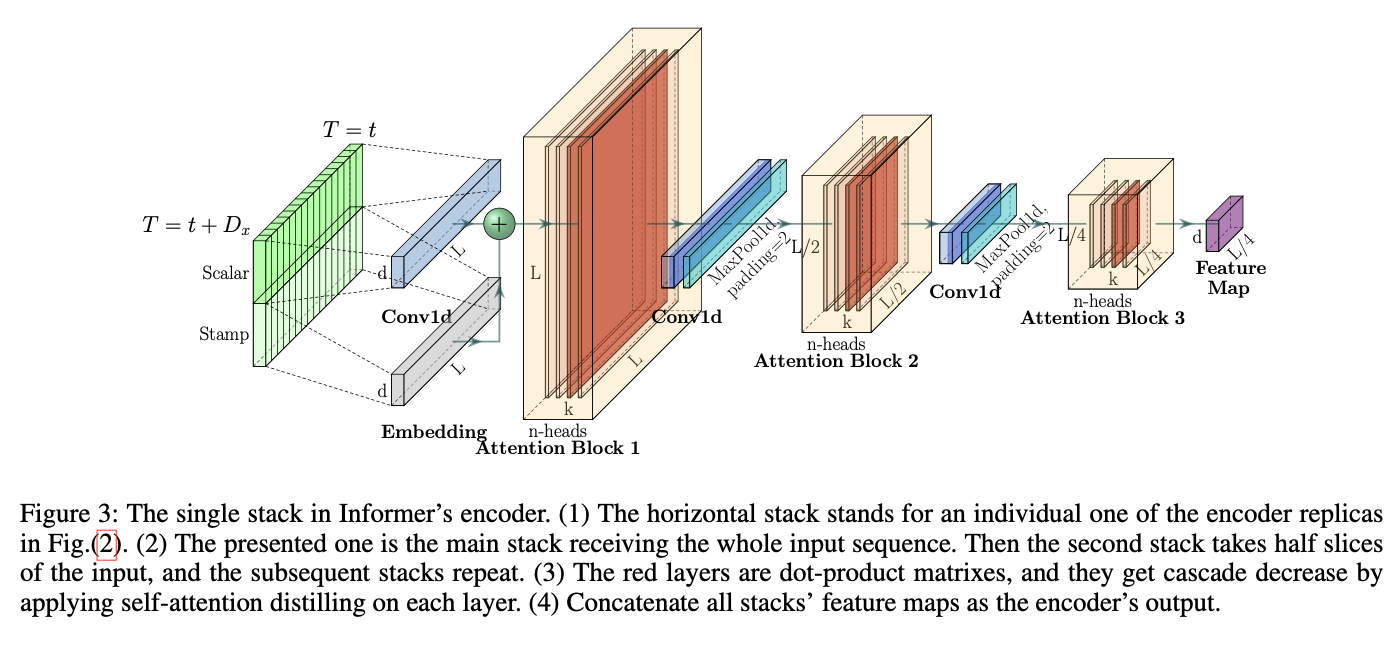 T = t
T = t + Dₓ
Scalar
Stamp
d
L
Conv1d
d
L
Embedding
+
L
L
k
n-heads
Attention Block 1
Conv1d
MaxPool1d,
padding=2
L/2
L/2
k
n-heads
Attention Block 2
Conv1d
MaxPool1d,
padding=2
L/4
L/4
k
n-heads
Attention Block 3
d
L/4
Feature
Map
Figure 3: The single stack in Informer’s encoder. (1) The horizontal stack stands for an individual one of the encoder replicas
in Fig.(2). (2) The presented one is the main stack receiving the whole input sequence. Then the second stack takes half slices
of the input, and the subsequent stacks repeat. (3) The red layers are dot-product matrixes, and they get cascade decrease by
applying self-attention distilling on each layer. (4) Concatenate all stacks’ feature maps as the encoder’s output.